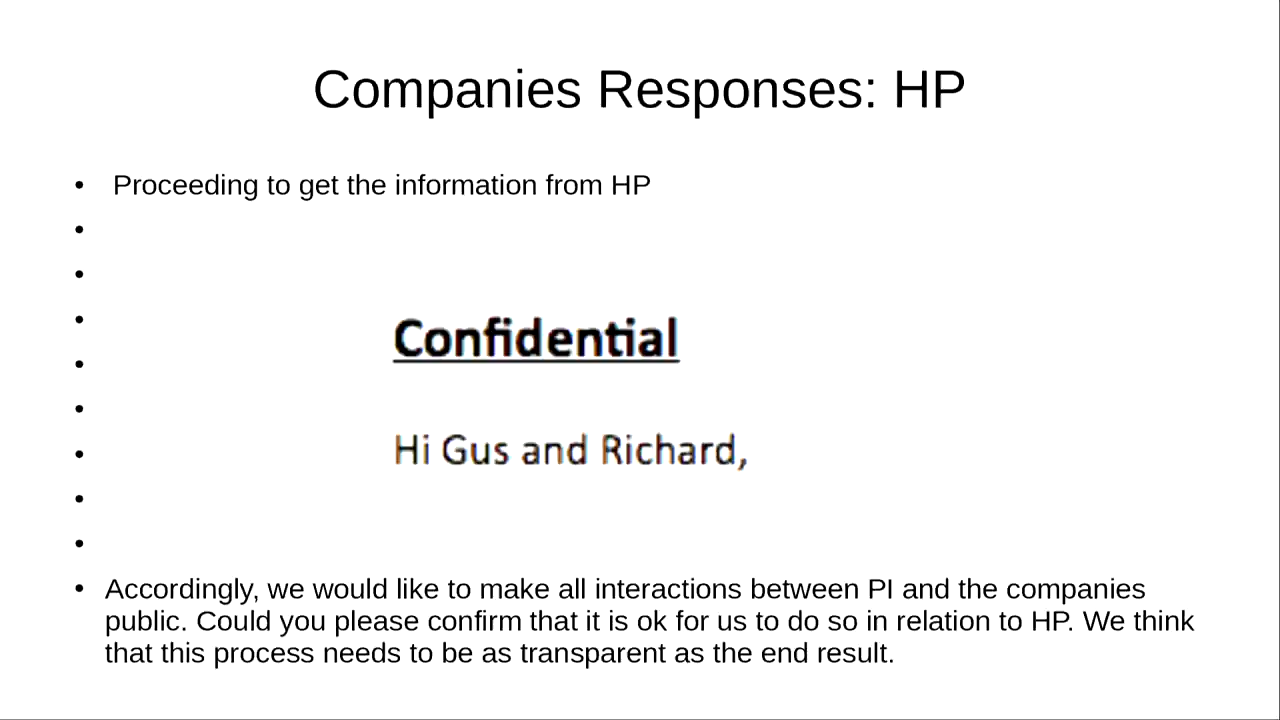 Companies Responses: HP
• Proceeding to get the information from HP
•
•
•
•
•
•
•
•
Confidential
Hi Gus and Richard,
• Accordingly, we would like to make all interactions between PI and the companies
public. Could you please confirm that it is ok for us to do so in relation to HP. We think
that this process needs to be as transparent as the end result.